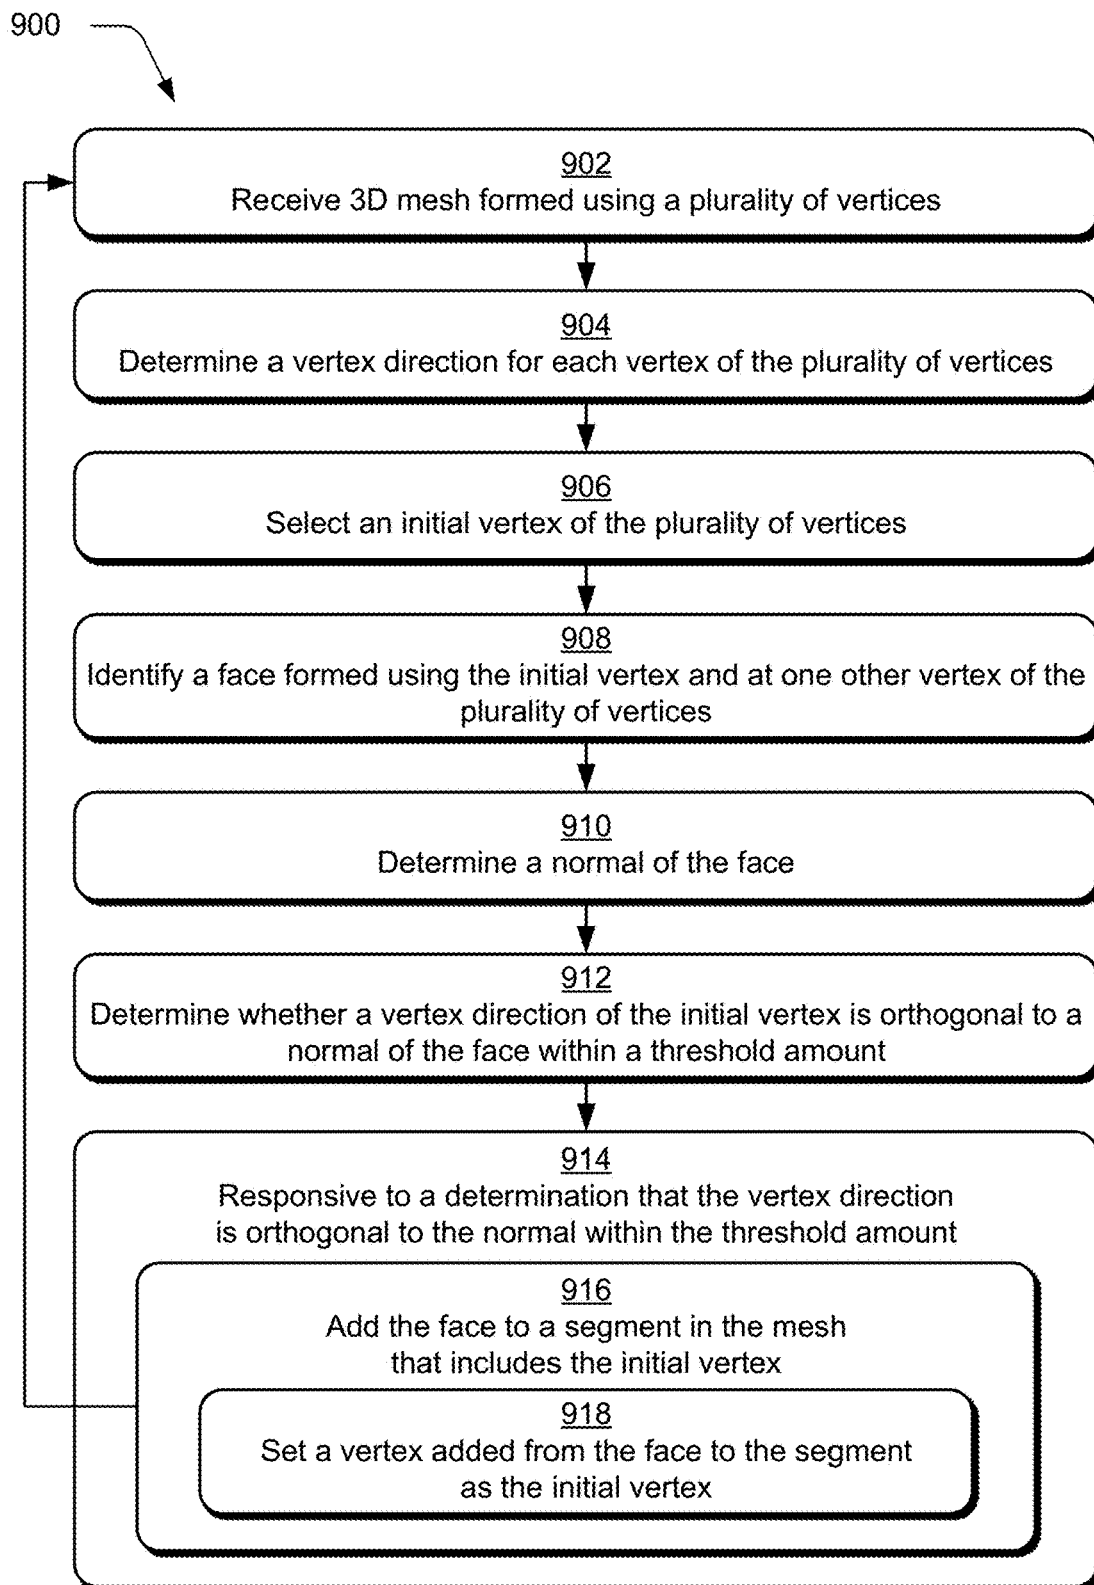 900
902
Receive 3D mesh formed using a plurality of vertices
904
Determine a vertex direction for each vertex of the plurality of vertices
906
Select an initial vertex of the plurality of vertices
908
Identify a face formed using the initial vertex and at one other vertex of the
plurality of vertices
910
Determine a normal of the face
912
Determine whether a vertex direction of the initial vertex is orthogonal to a
normal of the face within a threshold amount
914
Responsive to a determination that the vertex direction
is orthogonal to the normal within the threshold amount
916
Add the face to a segment in the mesh
that includes the initial vertex
918
Set a vertex added from the face to the segment
as the initial vertex